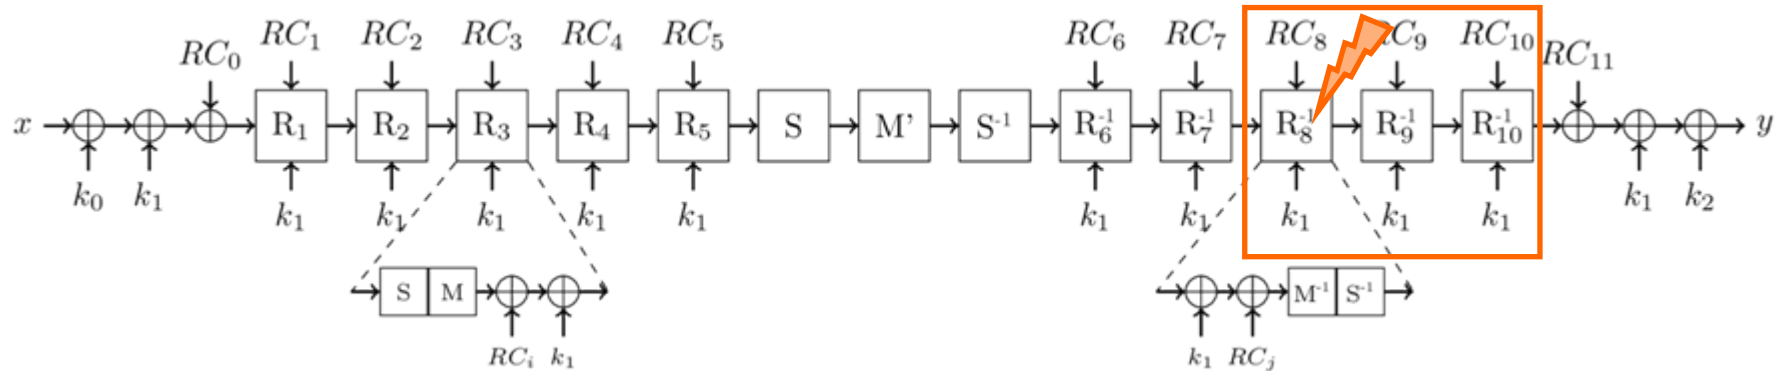 RC₀ RC₁ RC₂ RC₃ RC₄ RC₅ RC₆ RC₇ RC₈ RC₉ RC₁₀ RC₁₁
x R₁ R₂ R₃ R₄ R₅ S M' S⁻¹ R₆⁻¹ R₇⁻¹ R₈⁻¹ R₉⁻¹ R₁₀⁻¹ y
k₀ k₁ k₁ k₁ k₁ k₁ k₁ k₁ k₁ k₁ k₁ k₁ k₁ k₂
S M M⁻¹ S⁻¹
RCᵢ k₁ k₁ RCⱼ